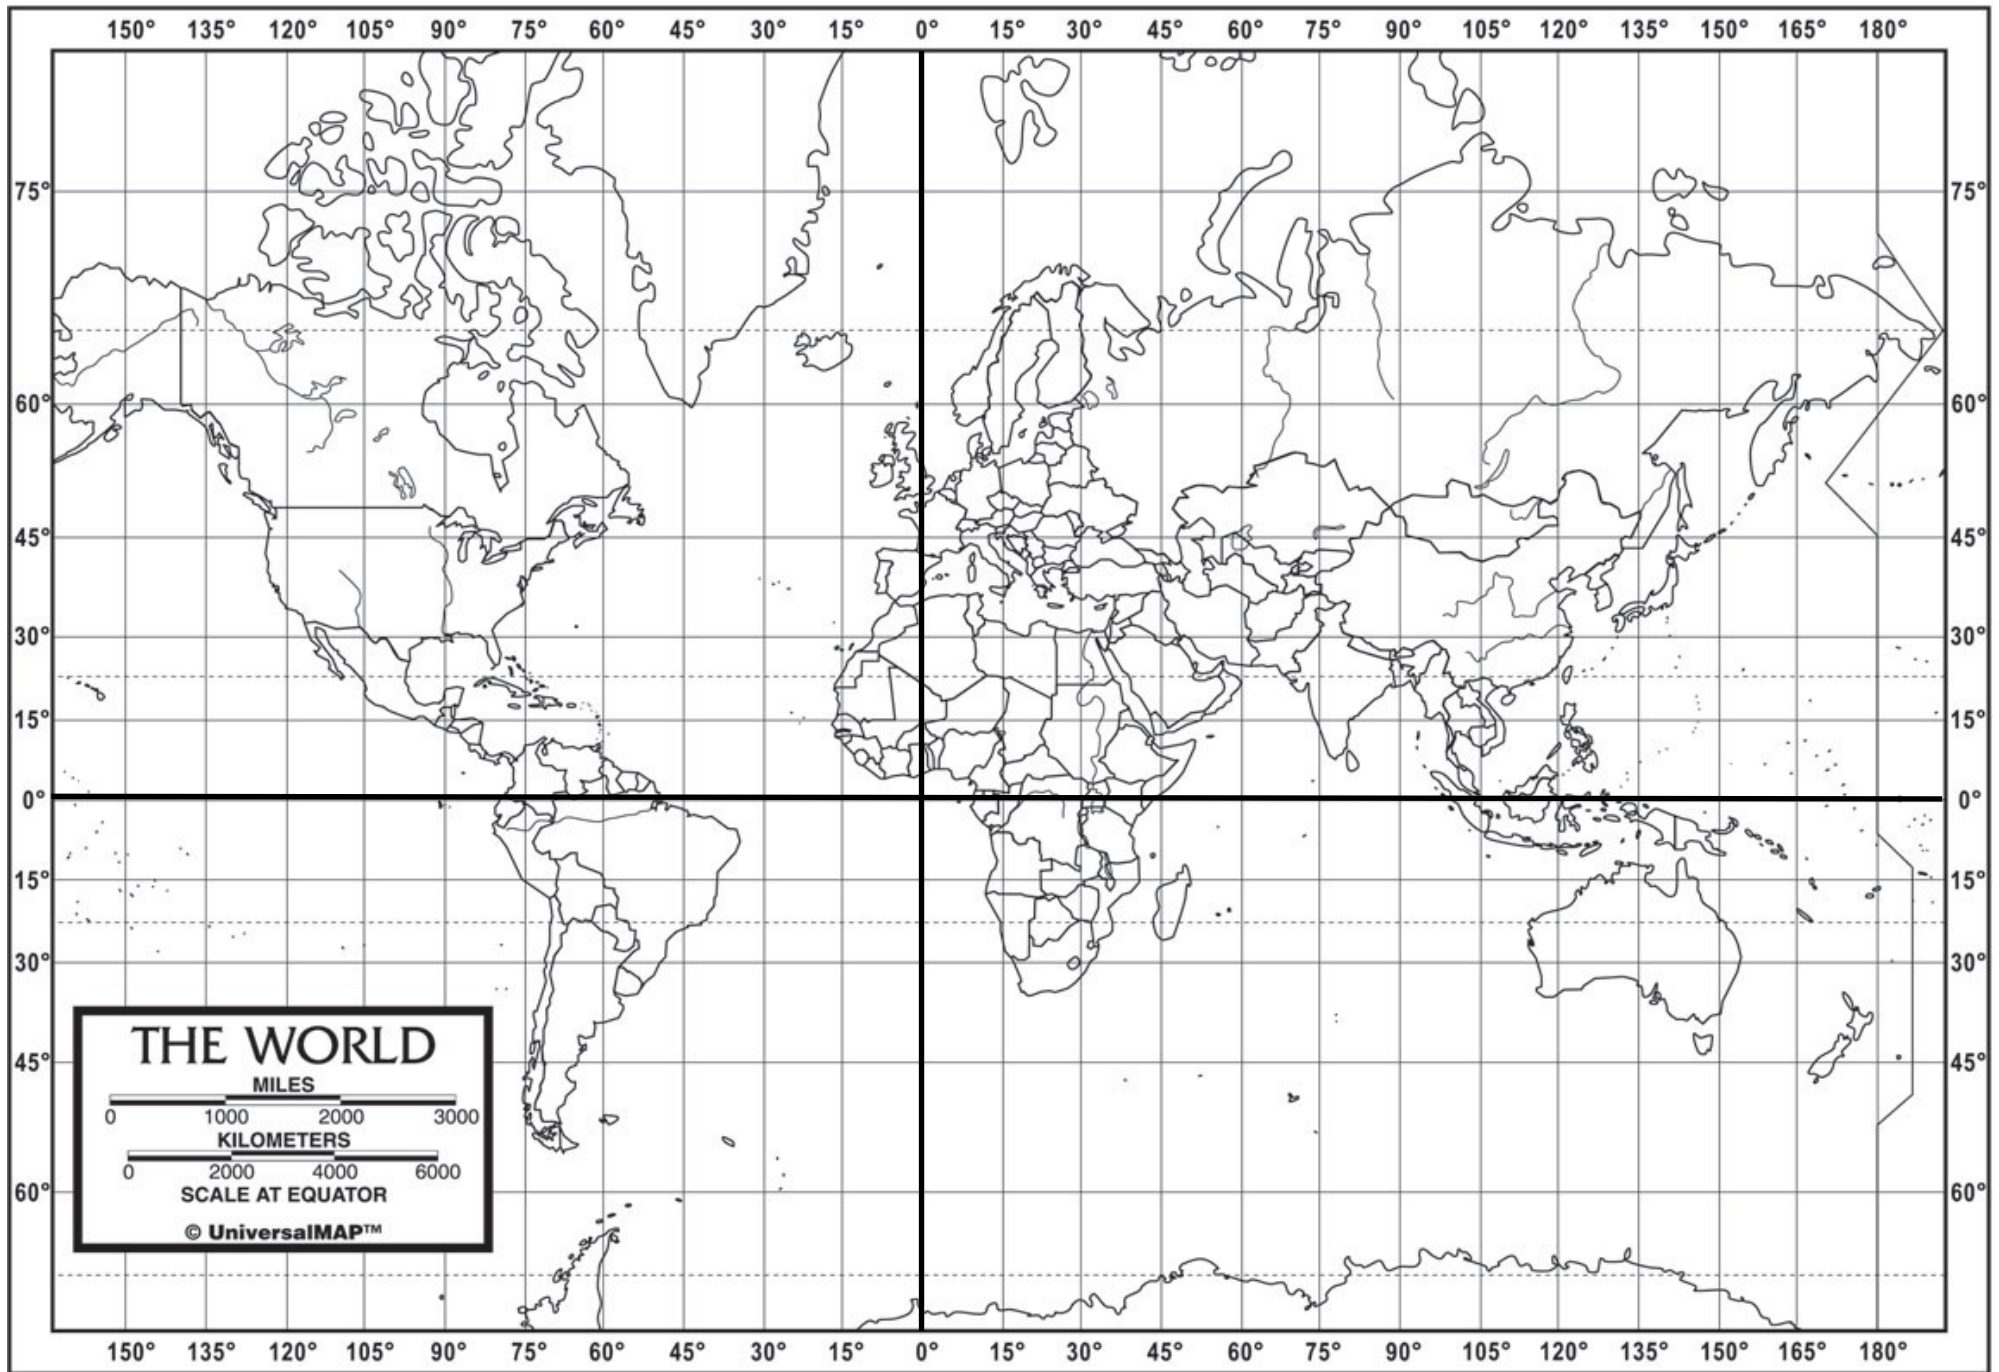 150° 135° 120° 105° 90° 75° 60° 45° 30° 15° 0° 15° 30° 45° 60° 75° 90° 105° 120° 135° 150° 165° 180°
75° 75°
60° 60°
45° 45°
30° 30°
15° 15°
0° 0°
15° 15°
30° 30°
THE WORLD
45° 45°
MILES
0 1000 2000 3000
KILOMETERS
0 2000 4000 6000
60° SCALE AT EQUATOR 60°
© UniversalMAP™
150° 135° 120° 105° 90° 75° 60° 45° 30° 15° 0° 15° 30° 45° 60° 75° 90° 105° 120° 135° 150° 165° 180°